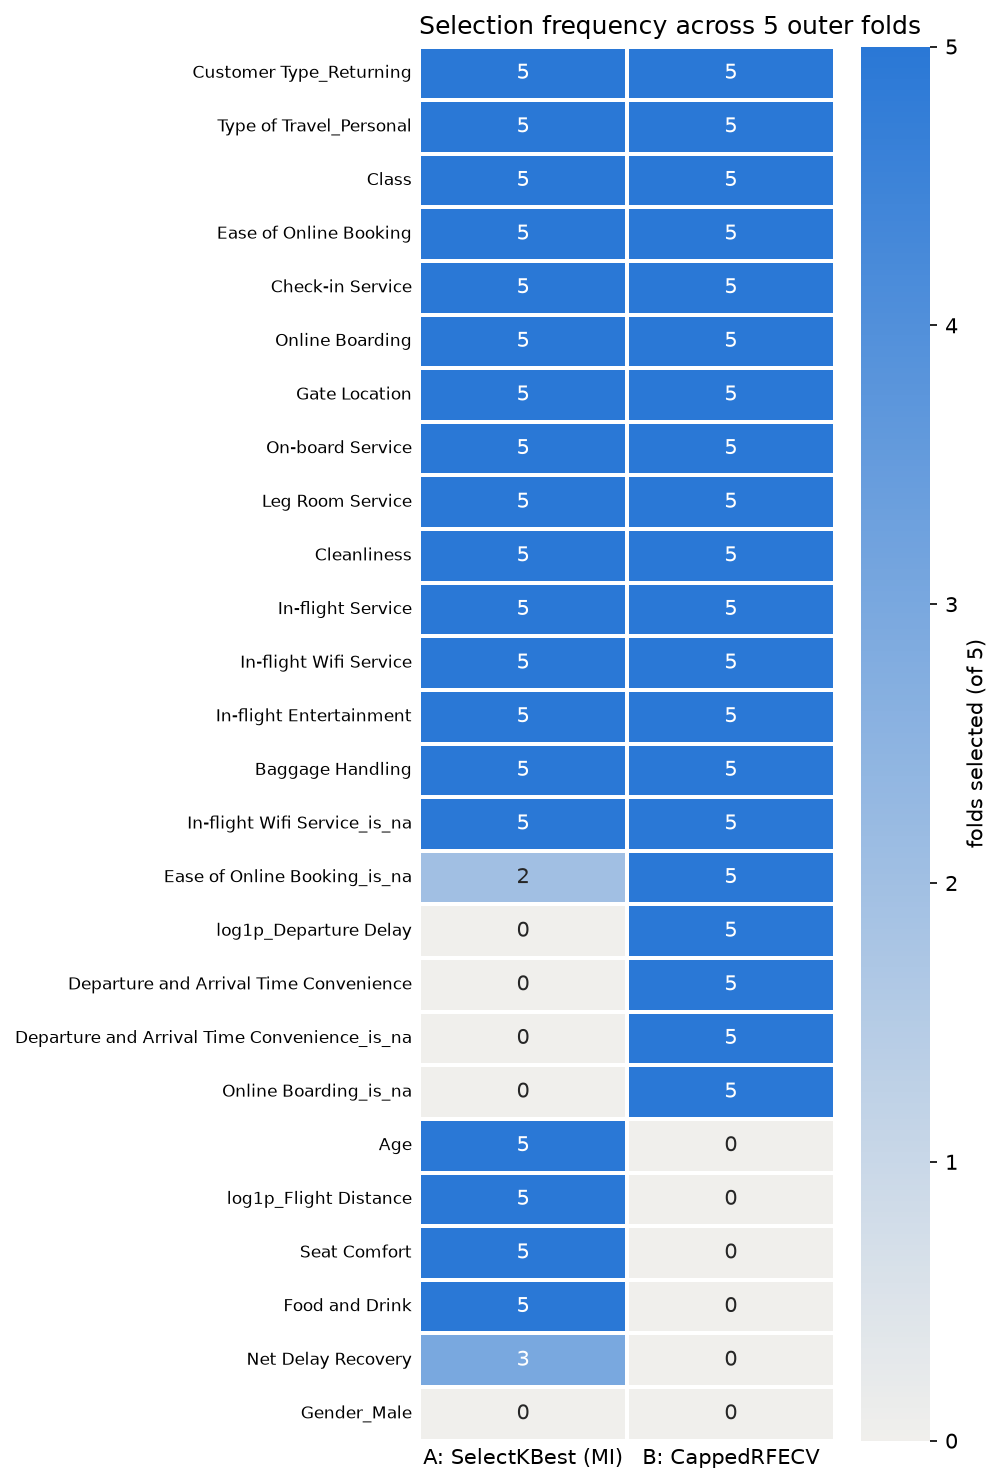 Selection frequency across 5 outer folds
Customer Type_Returning 5 5
Type of Travel_Personal 5 5
Class 5 5
Ease of Online Booking 5 5
Check-in Service 5 5
Online Boarding 5 5
Gate Location 5 5
On-board Service 5 5
Leg Room Service 5 5
Cleanliness 5 5
In-flight Service 5 5
In-flight Wifi Service 5 5
In-flight Entertainment 5 5
Baggage Handling 5 5
In-flight Wifi Service_is_na 5 5
Ease of Online Booking_is_na 2 5
log1p_Departure Delay 0 5
Departure and Arrival Time Convenience 0 5
Departure and Arrival Time Convenience_is_na 0 5
Online Boarding_is_na 0 5
Age 5 0
log1p_Flight Distance 5 0
Seat Comfort 5 0
Food and Drink 5 0
Net Delay Recovery 3 0
Gender_Male 0 0
A: SelectKBest (MI) B: CappedRFECV
5
4
3
2
1
0
folds selected (of 5)